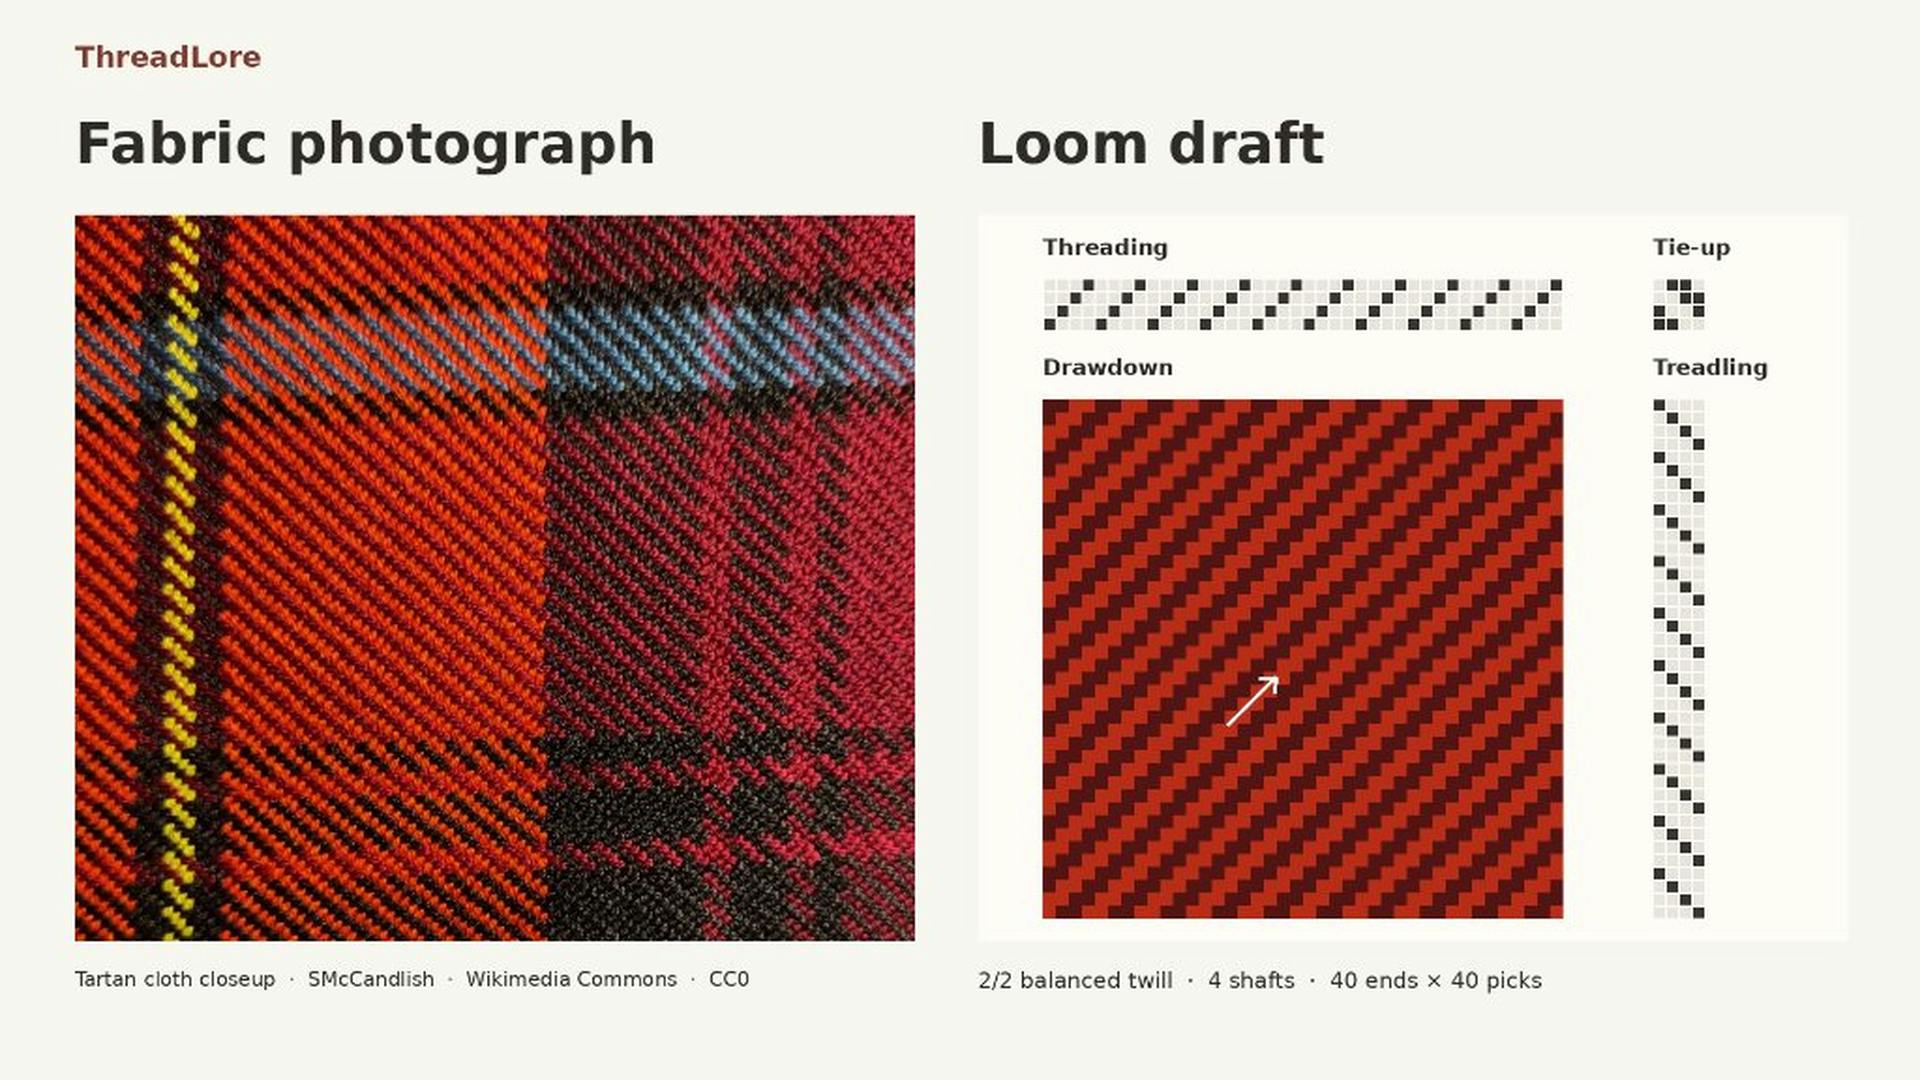 ThreadLore
Fabric photograph
Loom draft
Threading
Tie-up
Drawdown
Treadling
Tartan cloth closeup · SMcCandlish · Wikimedia Commons · CC0
2/2 balanced twill · 4 shafts · 40 ends × 40 picks